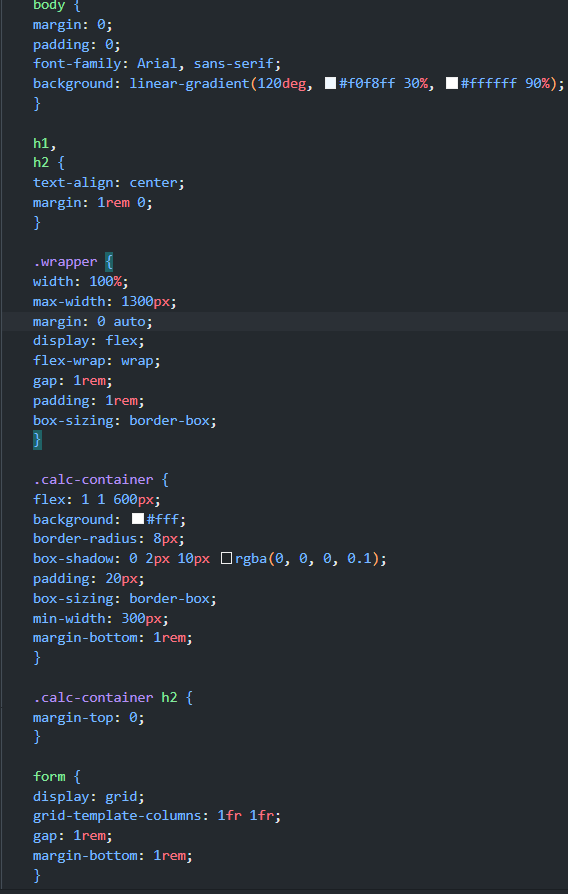 body {
margin: 0;
padding: 0;
font-family: Arial, sans-serif;
background: linear-gradient(120deg, #f0f8ff 30%, #ffffff 90%);
}
h1,
h2 {
text-align: center;
margin: 1rem 0;
}
.wrapper {
width: 100%;
max-width: 1300px;
margin: 0 auto;
display: flex;
flex-wrap: wrap;
gap: 1rem;
padding: 1rem;
box-sizing: border-box;
}
.calc-container {
flex: 1 1 600px;
background: #fff;
border-radius: 8px;
box-shadow: 0 2px 10px rgba(0, 0, 0, 0.1);
padding: 20px;
box-sizing: border-box;
min-width: 300px;
margin-bottom: 1rem;
}
.calc-container h2 {
margin-top: 0;
}
form {
display: grid;
grid-template-columns: 1fr 1fr;
gap: 1rem;
margin-bottom: 1rem;
}